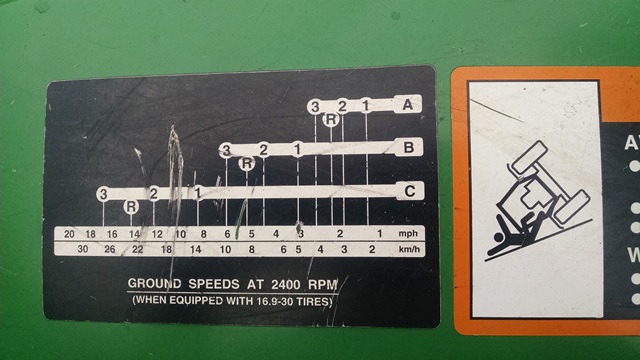 3 2 1 A
R
3 2 1 B
R
3 2 1 C
R
20 18 16 14 12 10 8 6 5 4 3 2 1 mph
30 26 22 18 14 10 8 6 5 4 3 2 km/h
GROUND SPEEDS AT 2400 RPM
(WHEN EQUIPPED WITH 16.9-30 TIRES)